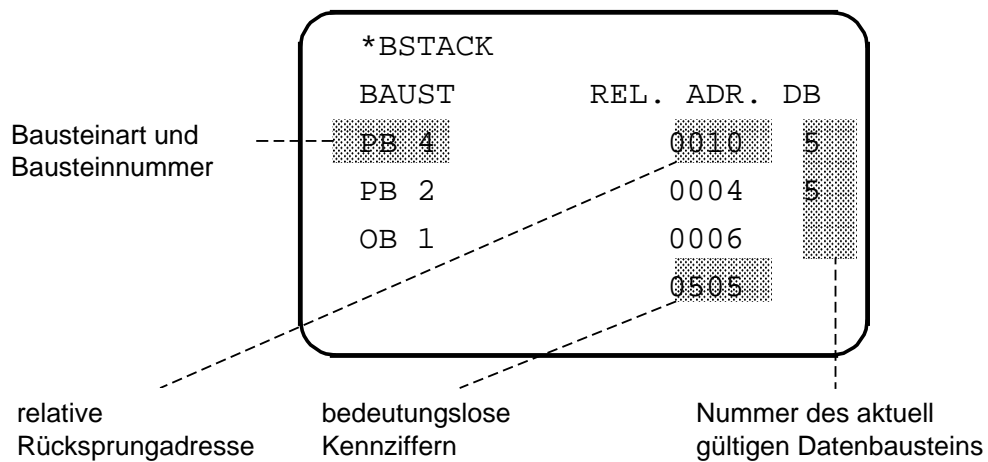 *BSTACK
BAUST REL. ADR. DB
Bausteinart und
Bausteinnummer
PB 4 0010 5
PB 2 0004 5
OB 1 0006
0505
relative
Rücksprungadresse
bedeutungslose
Kennziffern
Nummer des aktuell
gültigen Datenbausteins